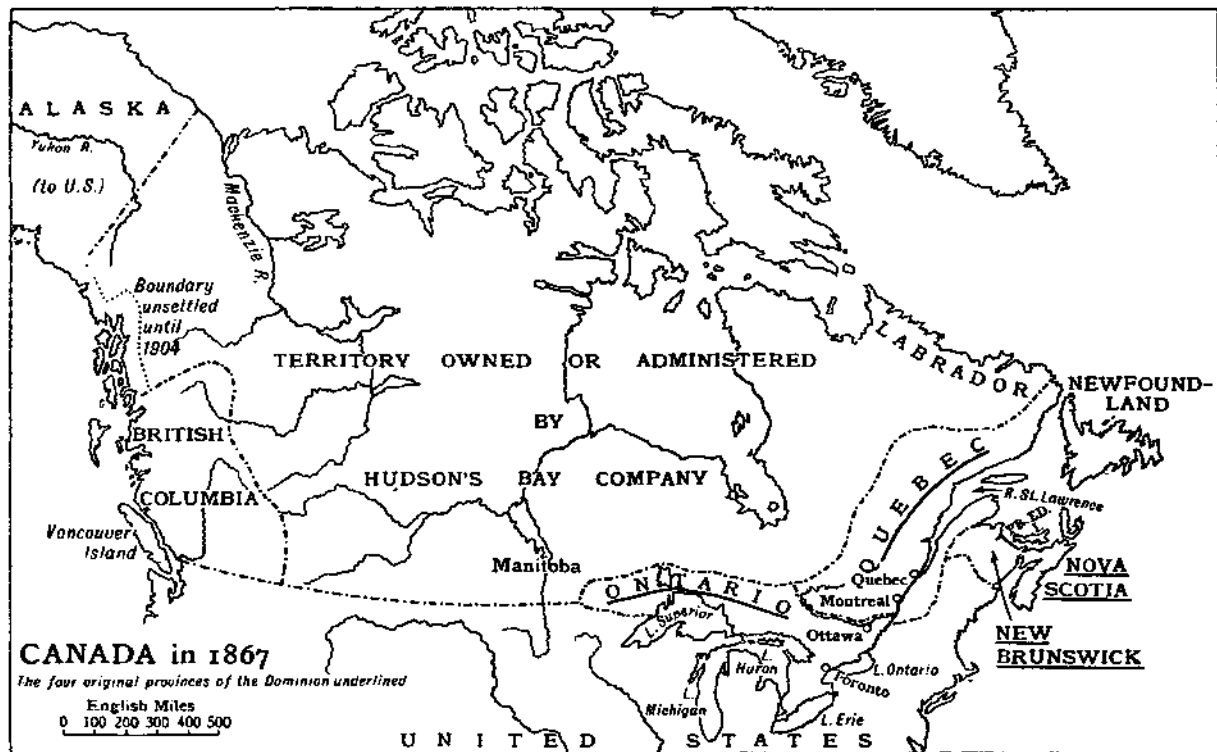 ALASKA
Yukon R.
(to U.S.)
Mackenzie R.
Boundary
unsettled
until
1904
TERRITORY OWNED OR ADMINISTERED
BY
HUDSON'S BAY COMPANY
LABRADOR
NEWFOUND-
LAND
BRITISH
COLUMBIA
Vancouver
Island
Manitoba
ONTARIO
QUEBEC
R. St. Lawrence
PR. ED.
NOVA
SCOTIA
NEW
BRUNSWICK
Quebec
Montreal
Ottawa
Toronto
L. Superior
L.
Huron
Michigan
L. Ontario
L. Erie
CANADA in 1867
The four original provinces of the Dominion underlined
English Miles
0 100 200 300 400 500
UNITED STATES